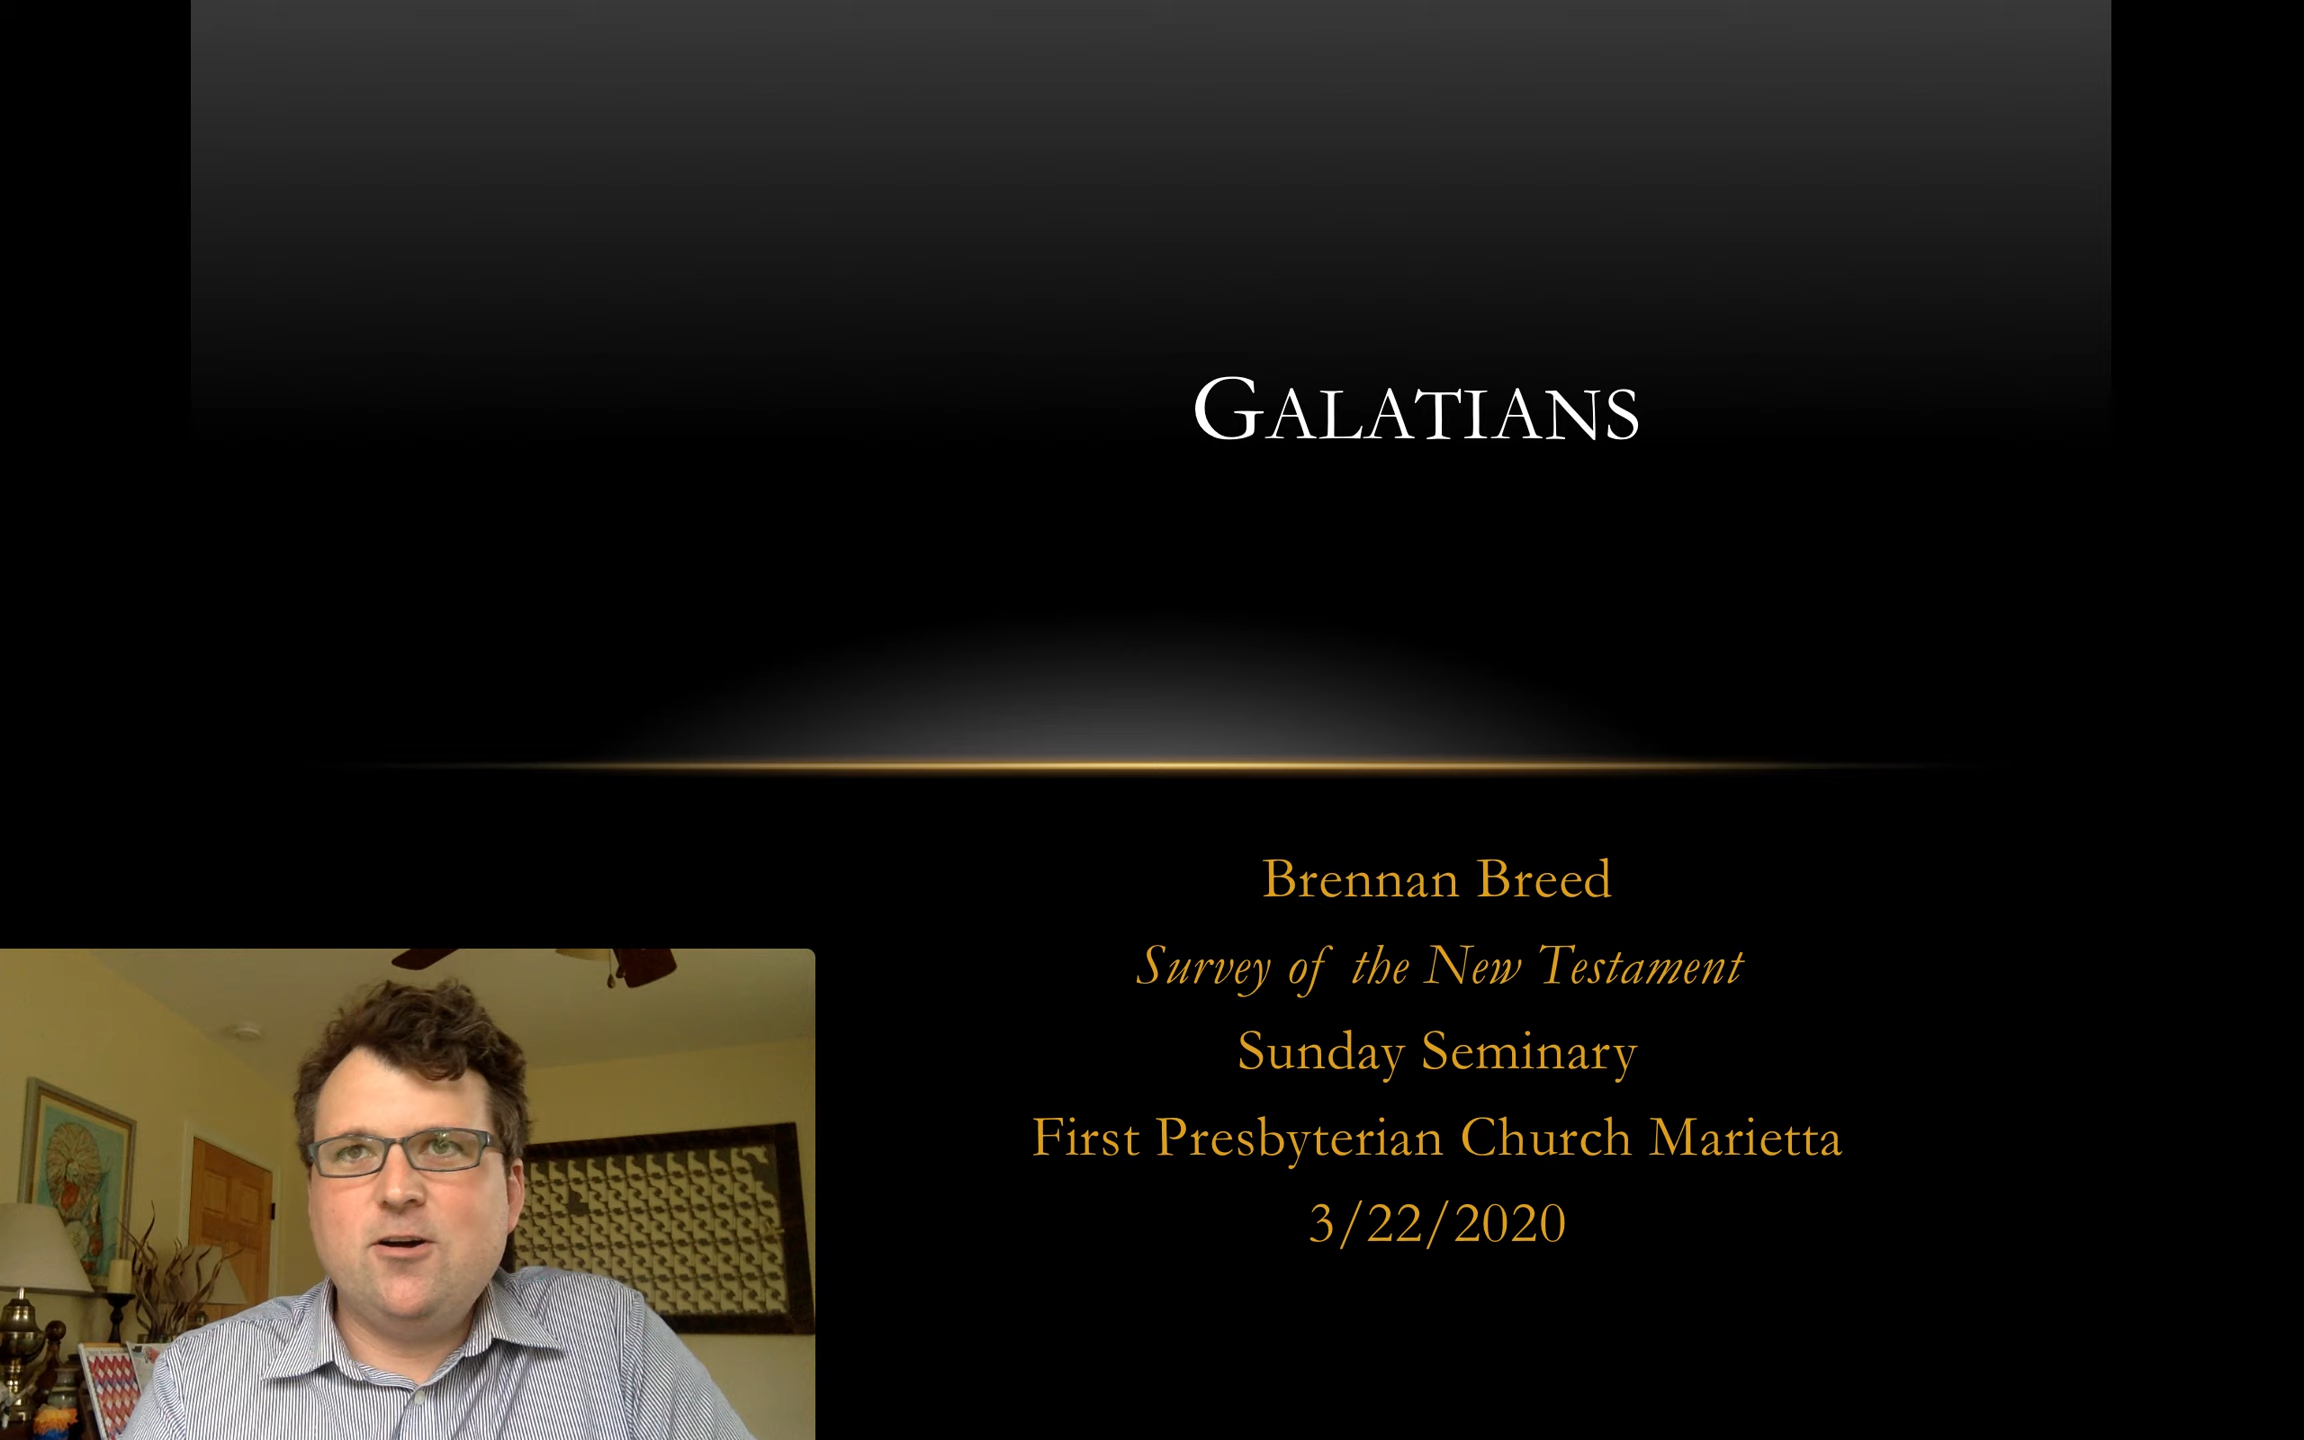 GALATIANS
Brennan Breed
Survey of the New Testament
Sunday Seminary
First Presbyterian Church Marietta
3/22/2020